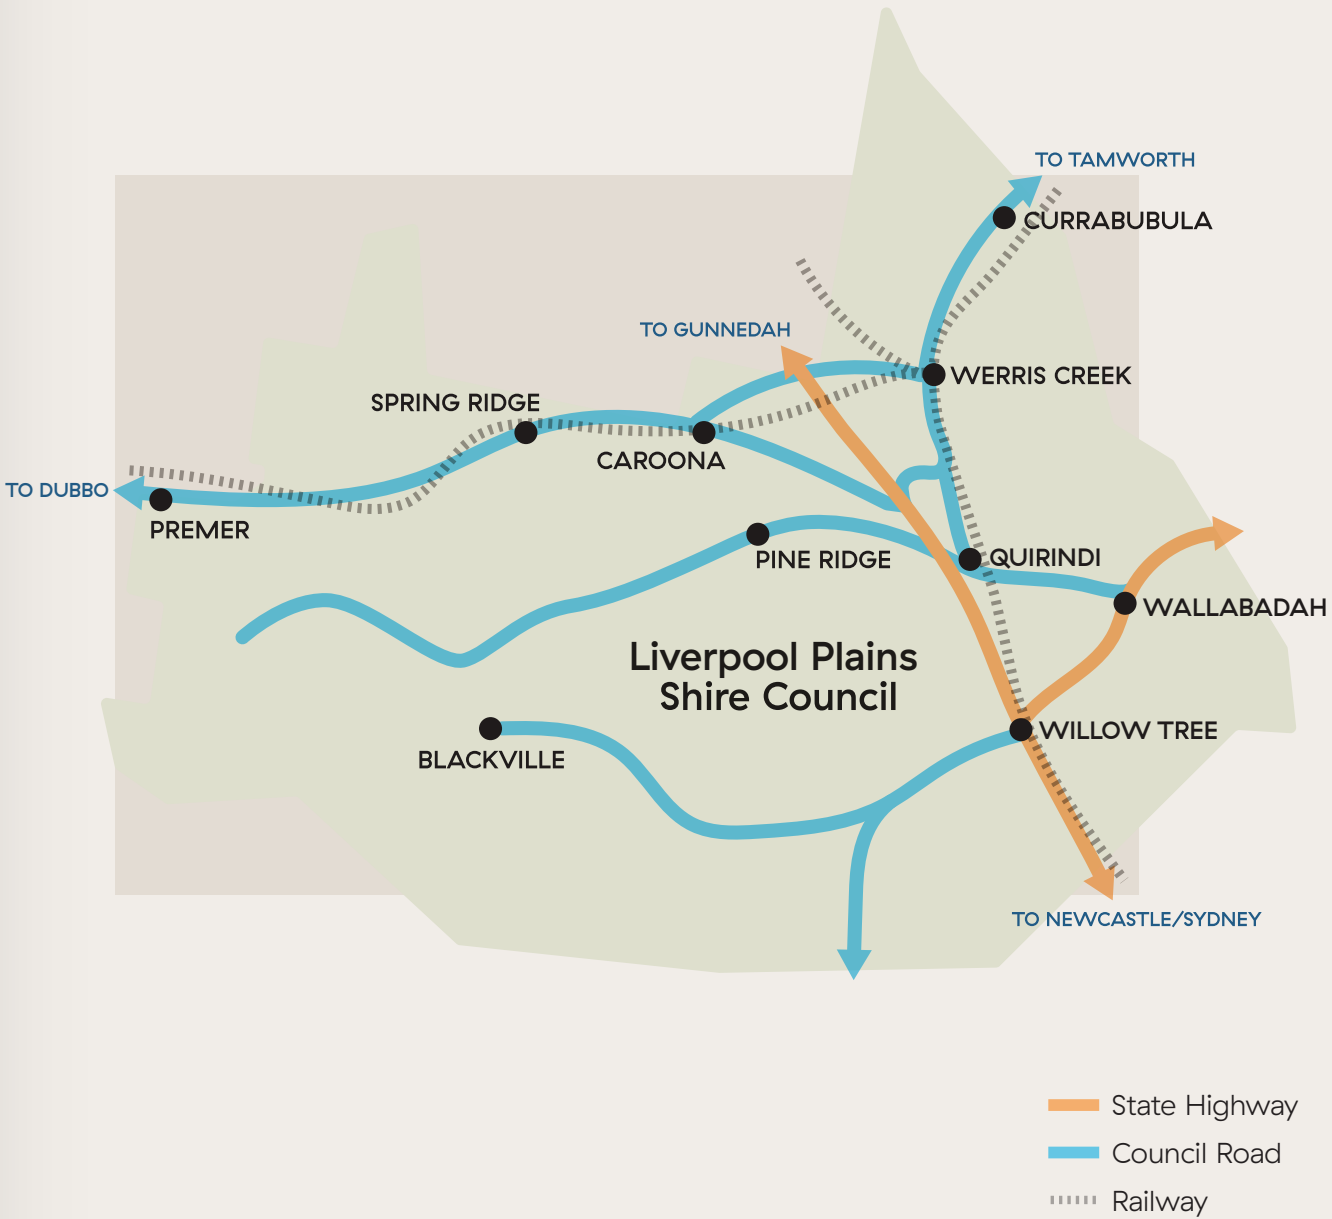 TO TAMWORTH
CURRABUBULA
TO GUNNEDAH
WERRIS CREEK
SPRING RIDGE
CAROONA
TO DUBBO
PREMER
PINE RIDGE
QUIRINDI
WALLABADAH
Liverpool Plains
Shire Council
WILLOW TREE
BLACKVILLE
TO NEWCASTLE/SYDNEY
State Highway
Council Road
Railway